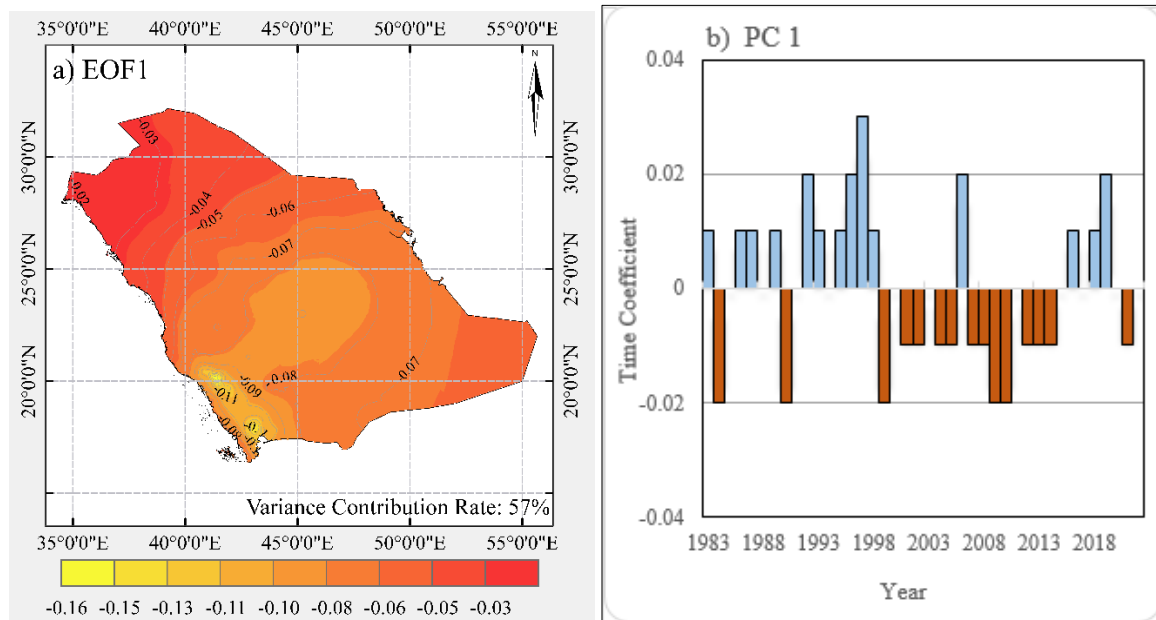 35°0'0"E 40°0'0"E 45°0'0"E 50°0'0"E 55°0'0"E
a) EOF1
N
30°0'0"N 30°0'0"N
25°0'0"N 25°0'0"N
20°0'0"N 20°0'0"N
-0.03
-0.02
-0.04
-0.05
-0.06
-0.07
-0.09
-0.08
-0.07
-0.11
-0.08
Variance Contribution Rate: 57%
35°0'0"E 40°0'0"E 45°0'0"E 50°0'0"E 55°0'0"E
-0.16 -0.15 -0.13 -0.11 -0.10 -0.08 -0.06 -0.05 -0.03
b) PC 1
0.04
0.02
0
-0.02
-0.04
Time Coefficient
1983 1988 1993 1998 2003 2008 2013 2018
Year